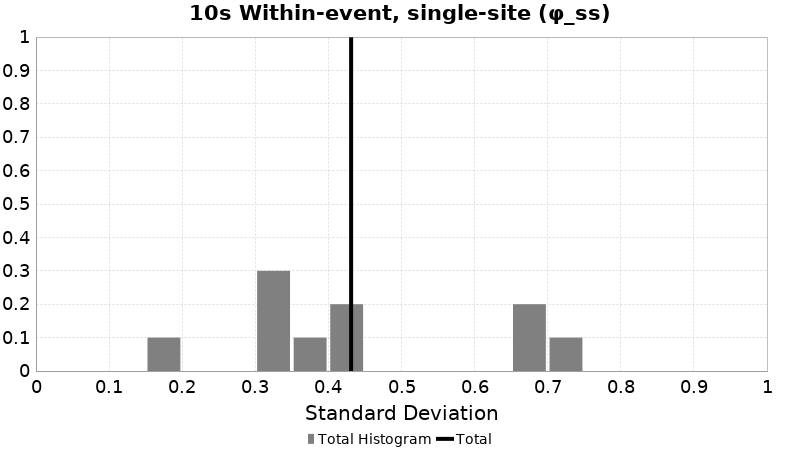 10s Within-event, single-site (φ_ss)
1
0.9
0.8
0.7
0.6
0.5
0.4
0.3
0.2
0.1
0
0 0.1 0.2 0.3 0.4 0.5 0.6 0.7 0.8 0.9 1
Standard Deviation
Total Histogram Total